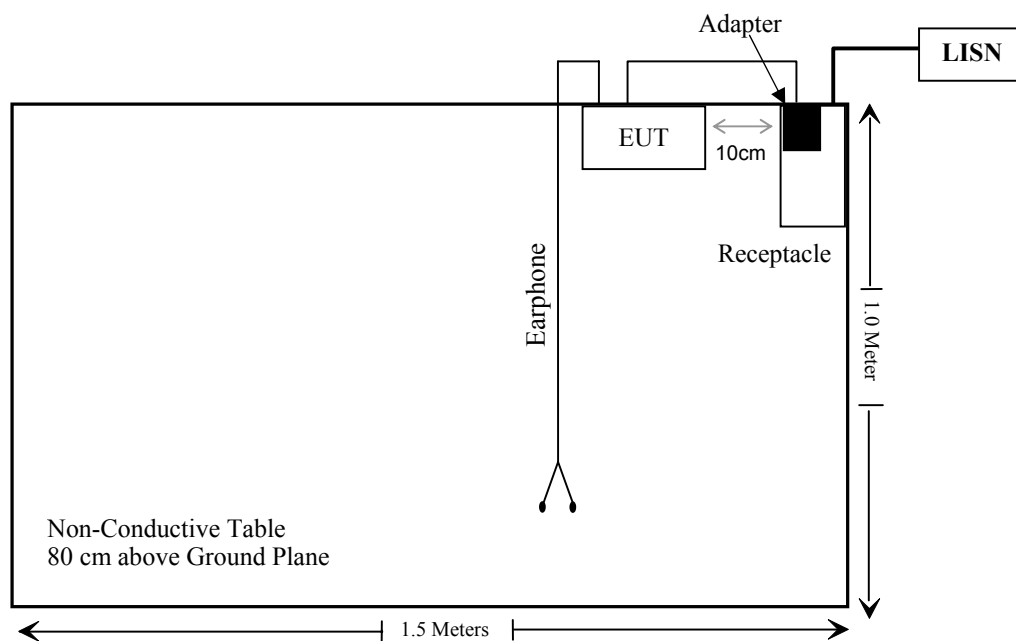 Adapter
LISN
EUT
10cm
Receptacle
Earphone
1.0 Meter
Non-Conductive Table
80 cm above Ground Plane
1.5 Meters